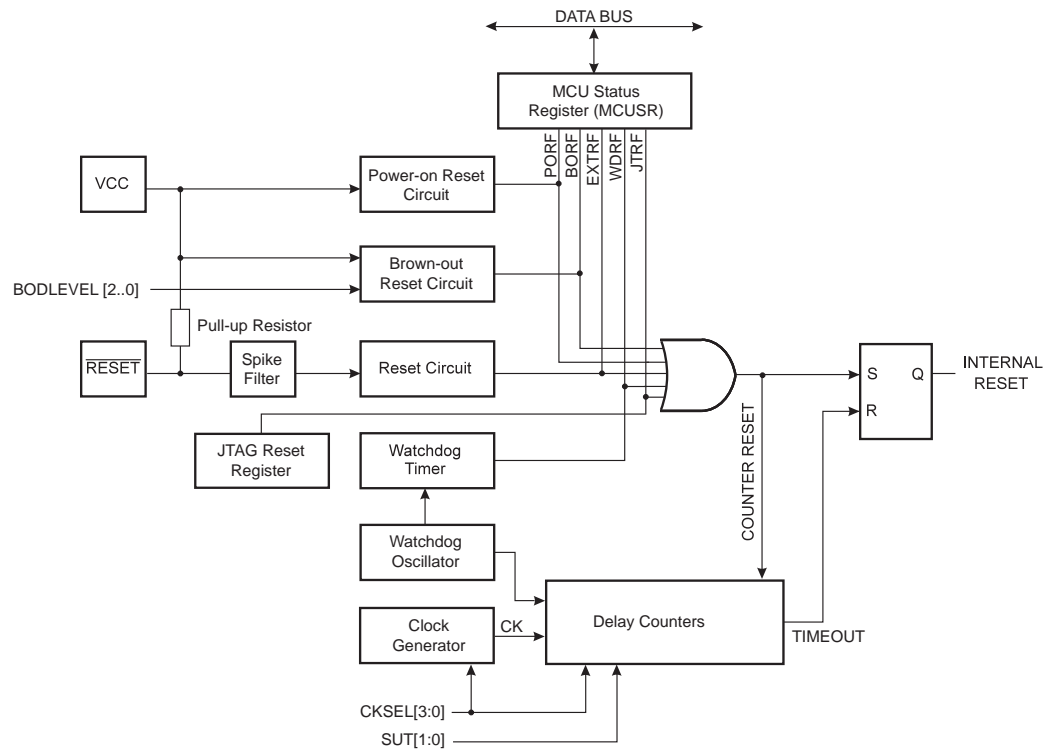 DATA BUS
MCU Status
Register (MCUSR)
PORF
BORF
EXTRF
WDRF
JTRF
VCC
Power-on Reset
Circuit
Brown-out
Reset Circuit
BODLEVEL [2..0]
Pull-up Resistor
RESET
Spike
Filter
Reset Circuit
S
Q
R
INTERNAL
RESET
COUNTER RESET
JTAG Reset
Register
Watchdog
Timer
Watchdog
Oscillator
Clock
Generator
CK
Delay Counters
TIMEOUT
CKSEL[3:0]
SUT[1:0]